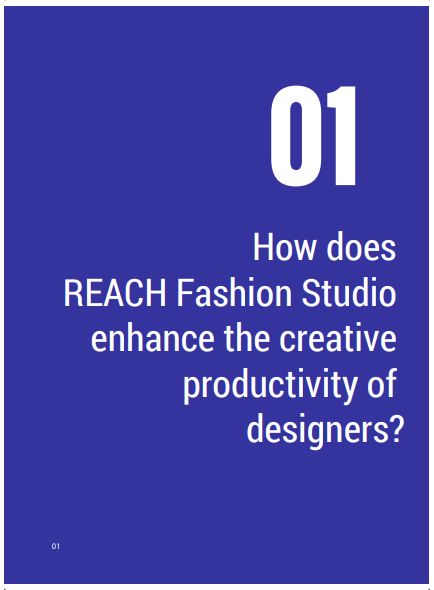 01
How does
REACH Fashion Studio
enhance the creative
productivity of
designers?
01